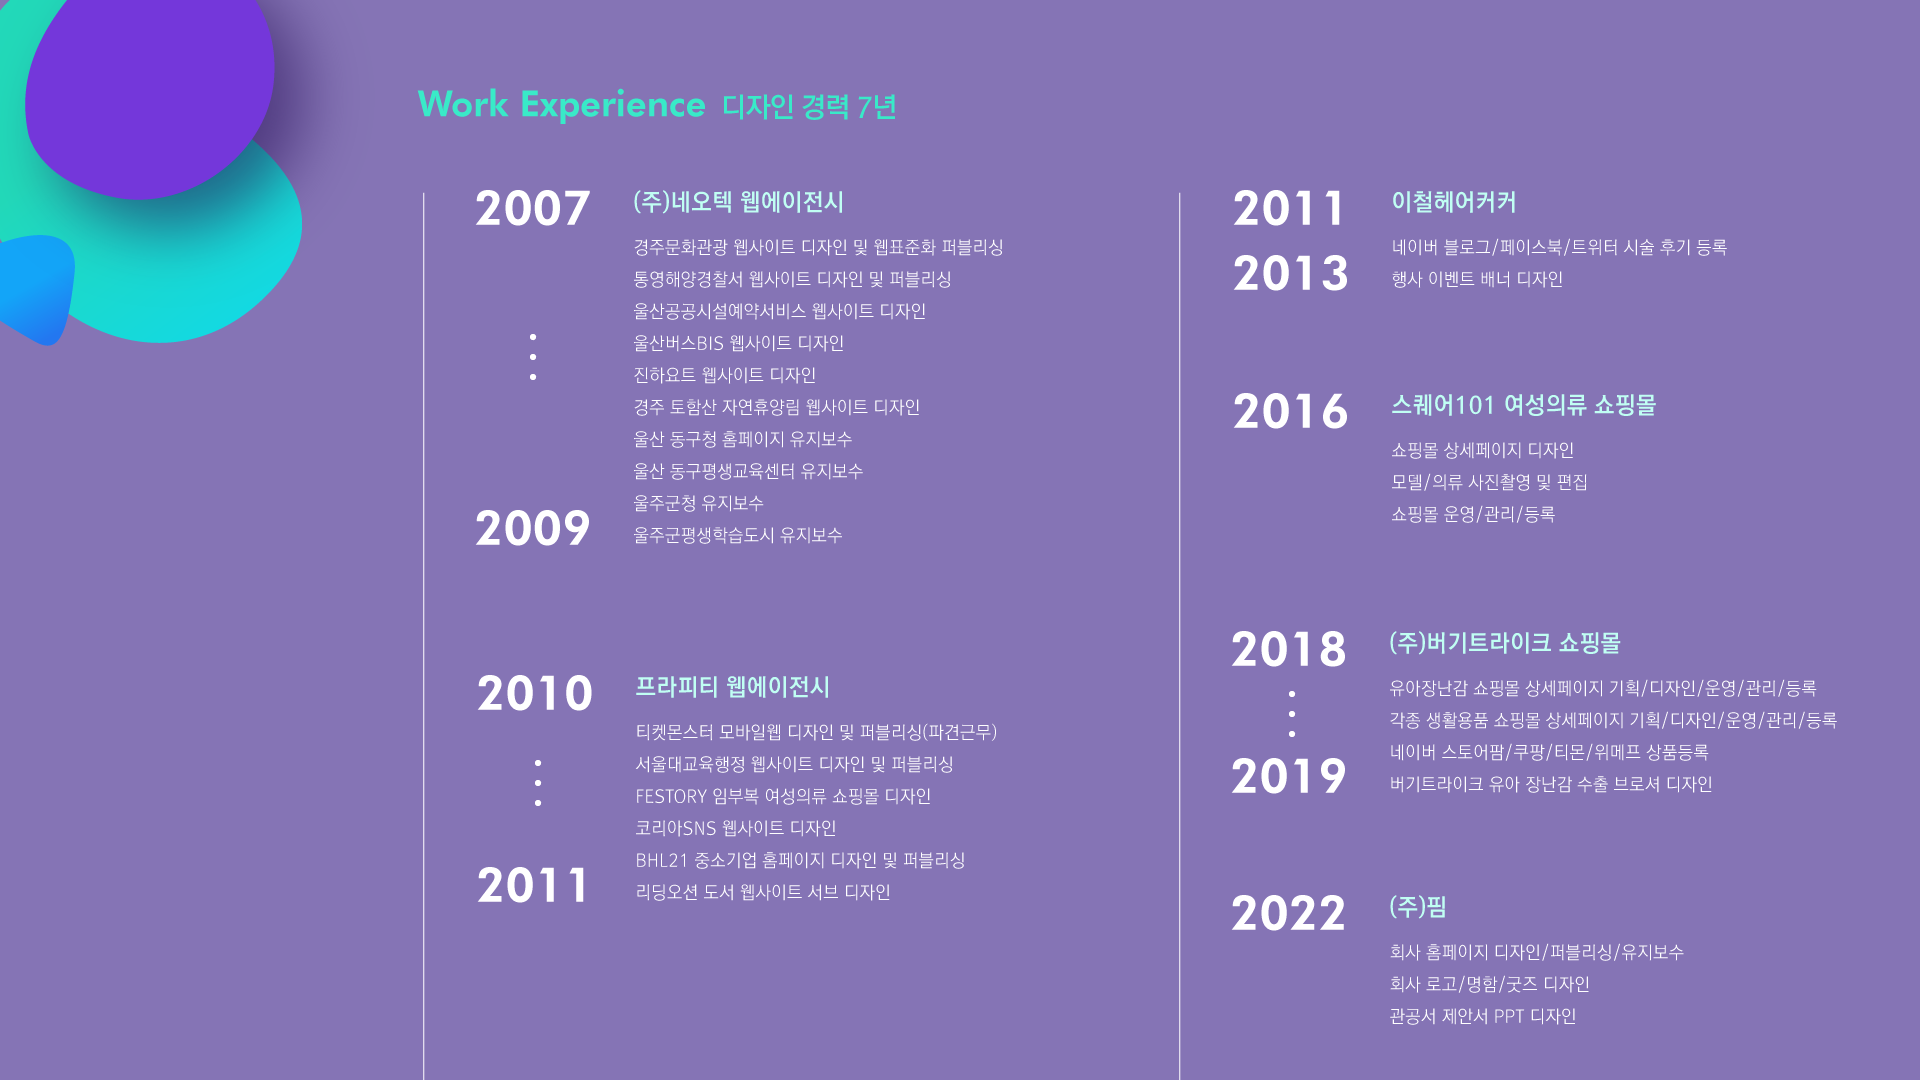 Work Experience 디자인 경력 7년
2007
(주)네오텍 웹에이전시
경주문화관광 웹사이트 디자인 및 웹표준화 퍼블리싱
통영해양경찰서 웹사이트 디자인 및 퍼블리싱
울산공공시설예약서비스 웹사이트 디자인
울산버스BIS 웹사이트 디자인
진하요트 웹사이트 디자인
경주 토함산 자연휴양림 웹사이트 디자인
울산 동구청 홈페이지 유지보수
울산 동구평생교육센터 유지보수
울주군청 유지보수
울주군평생학습도시 유지보수
2009
2010
프라피티 웹에이전시
티켓몬스터 모바일웹 디자인 및 퍼블리싱(파견근무)
서울대교육행정 웹사이트 디자인 및 퍼블리싱
FESTORY 임부복 여성의류 쇼핑몰 디자인
코리아SNS 웹사이트 디자인
BHL21 중소기업 홈페이지 디자인 및 퍼블리싱
리딩오션 도서 웹사이트 서브 디자인
2011
2011
이철헤어커커
네이버 블로그/페이스북/트위터 시술 후기 등록
행사 이벤트 배너 디자인
2013
2016
스퀘어101 여성의류 쇼핑몰
쇼핑몰 상세페이지 디자인
모델/의류 사진촬영 및 편집
쇼핑몰 운영/관리/등록
2018
(주)버기트라이크 쇼핑몰
유아장난감 쇼핑몰 상세페이지 기획/디자인/운영/관리/등록
각종 생활용품 쇼핑몰 상세페이지 기획/디자인/운영/관리/등록
네이버 스토어팜/쿠팡/티몬/위메프 상품등록
버기트라이크 유아 장난감 수출 브로셔 디자인
2019
2022
(주)핌
회사 홈페이지 디자인/퍼블리싱/유지보수
회사 로고/명함/굿즈 디자인
관공서 제안서 PPT 디자인